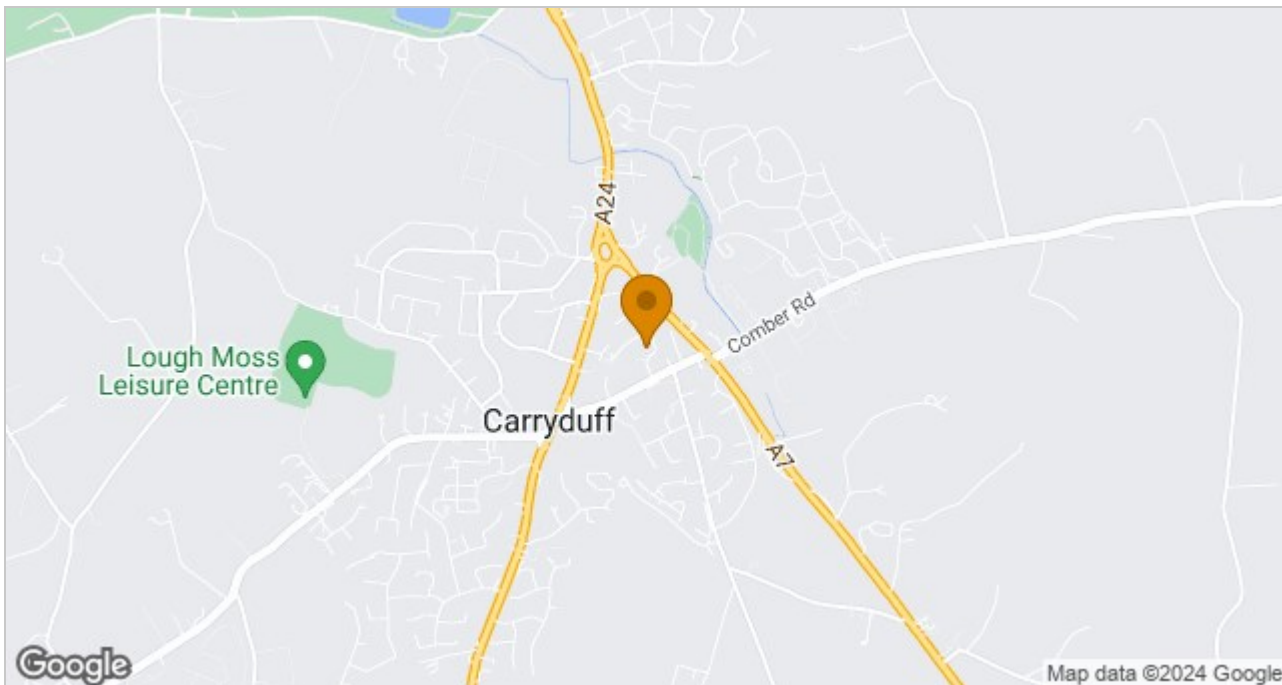 A24
Comber Rd
Lough Moss
Leisure Centre
Carryduff
A7
Google
Map data ©2024 Google